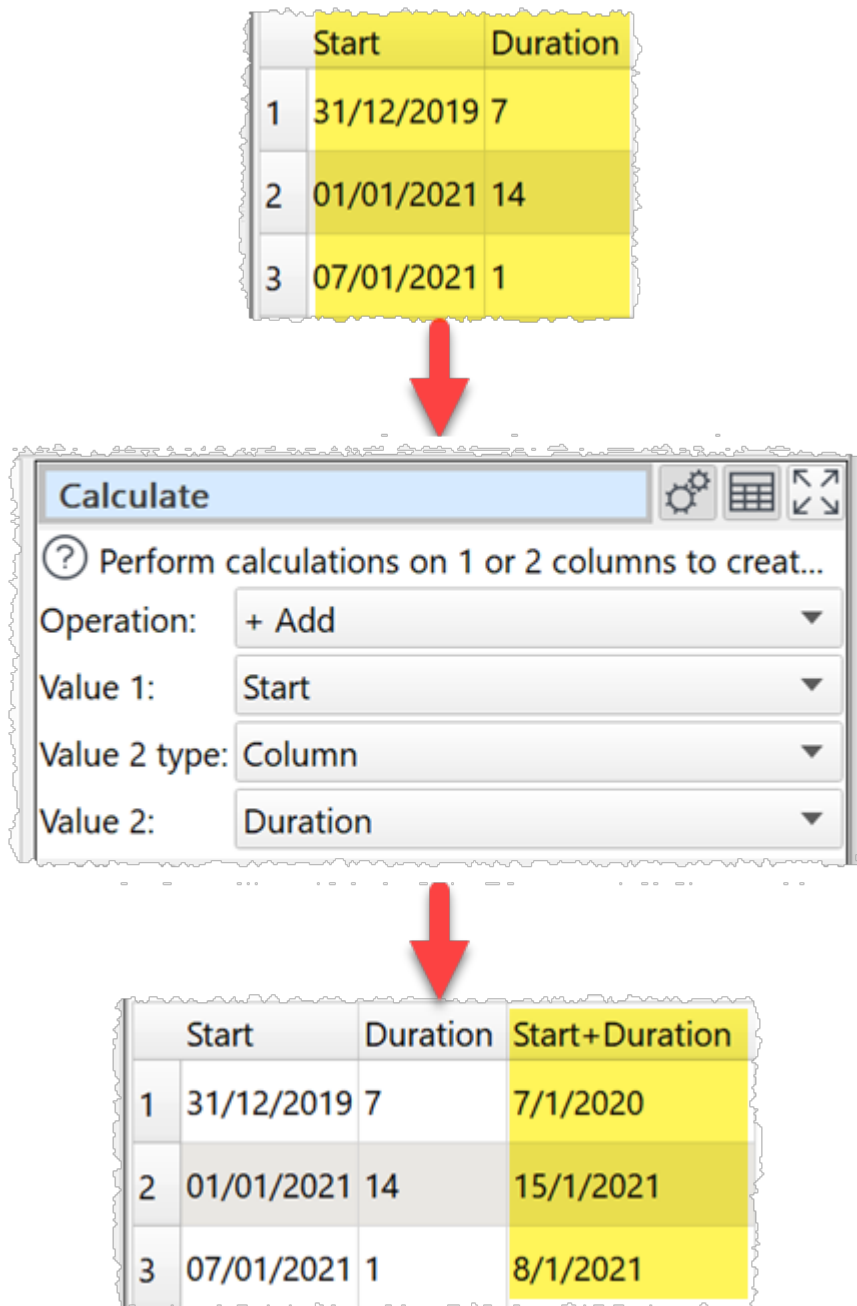 Start Duration
1 31/12/2019 7
2 01/01/2021 14
3 07/01/2021 1
Calculate
? Perform calculations on 1 or 2 columns to creat...
Operation: + Add
Value 1: Start
Value 2 type: Column
Value 2: Duration
Start Duration Start+Duration
1 31/12/2019 7 7/1/2020
2 01/01/2021 14 15/1/2021
3 07/01/2021 1 8/1/2021